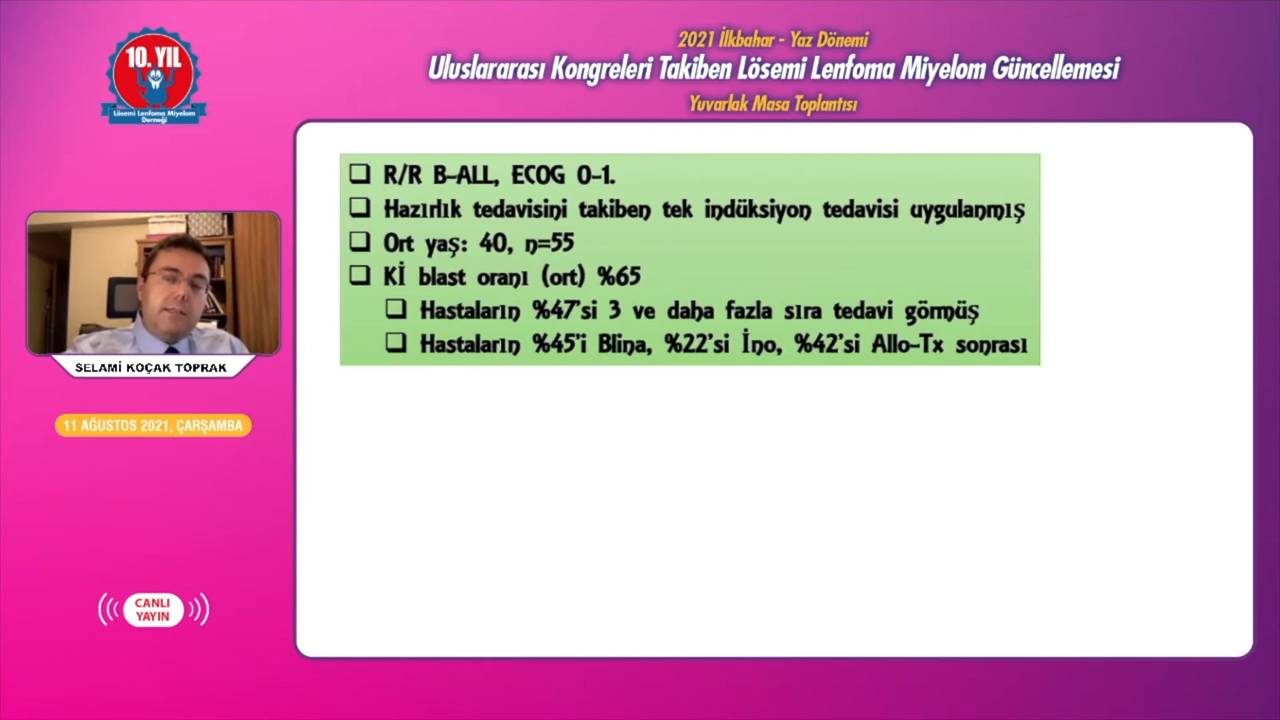 10. YIL
Lösemi Lenfoma Miyelom
Derneği
2021 İlkbahar - Yaz Dönemi
Uluslararası Kongreleri Takiben Lösemi Lenfoma Miyelom Güncellemesi
Yuvarlak Masa Toplantısı
R/R B-ALL, ECOG 0-1.
Hazırlık tedavisini takiben tek indüksiyon tedavisi uygulanmış
Ort yaş: 40, n=55
Kİ blast oranı (ort) %65
Hastaların %47'si 3 ve daha fazla sıra tedavi görmüş
Hastaların %45'i Blina, %22'si İno, %42'si Allo-Tx sonrası
SELAMİ KOÇAK TOPRAK
11 AĞUSTOS 2021, ÇARŞAMBA
CANLI
YAYIN